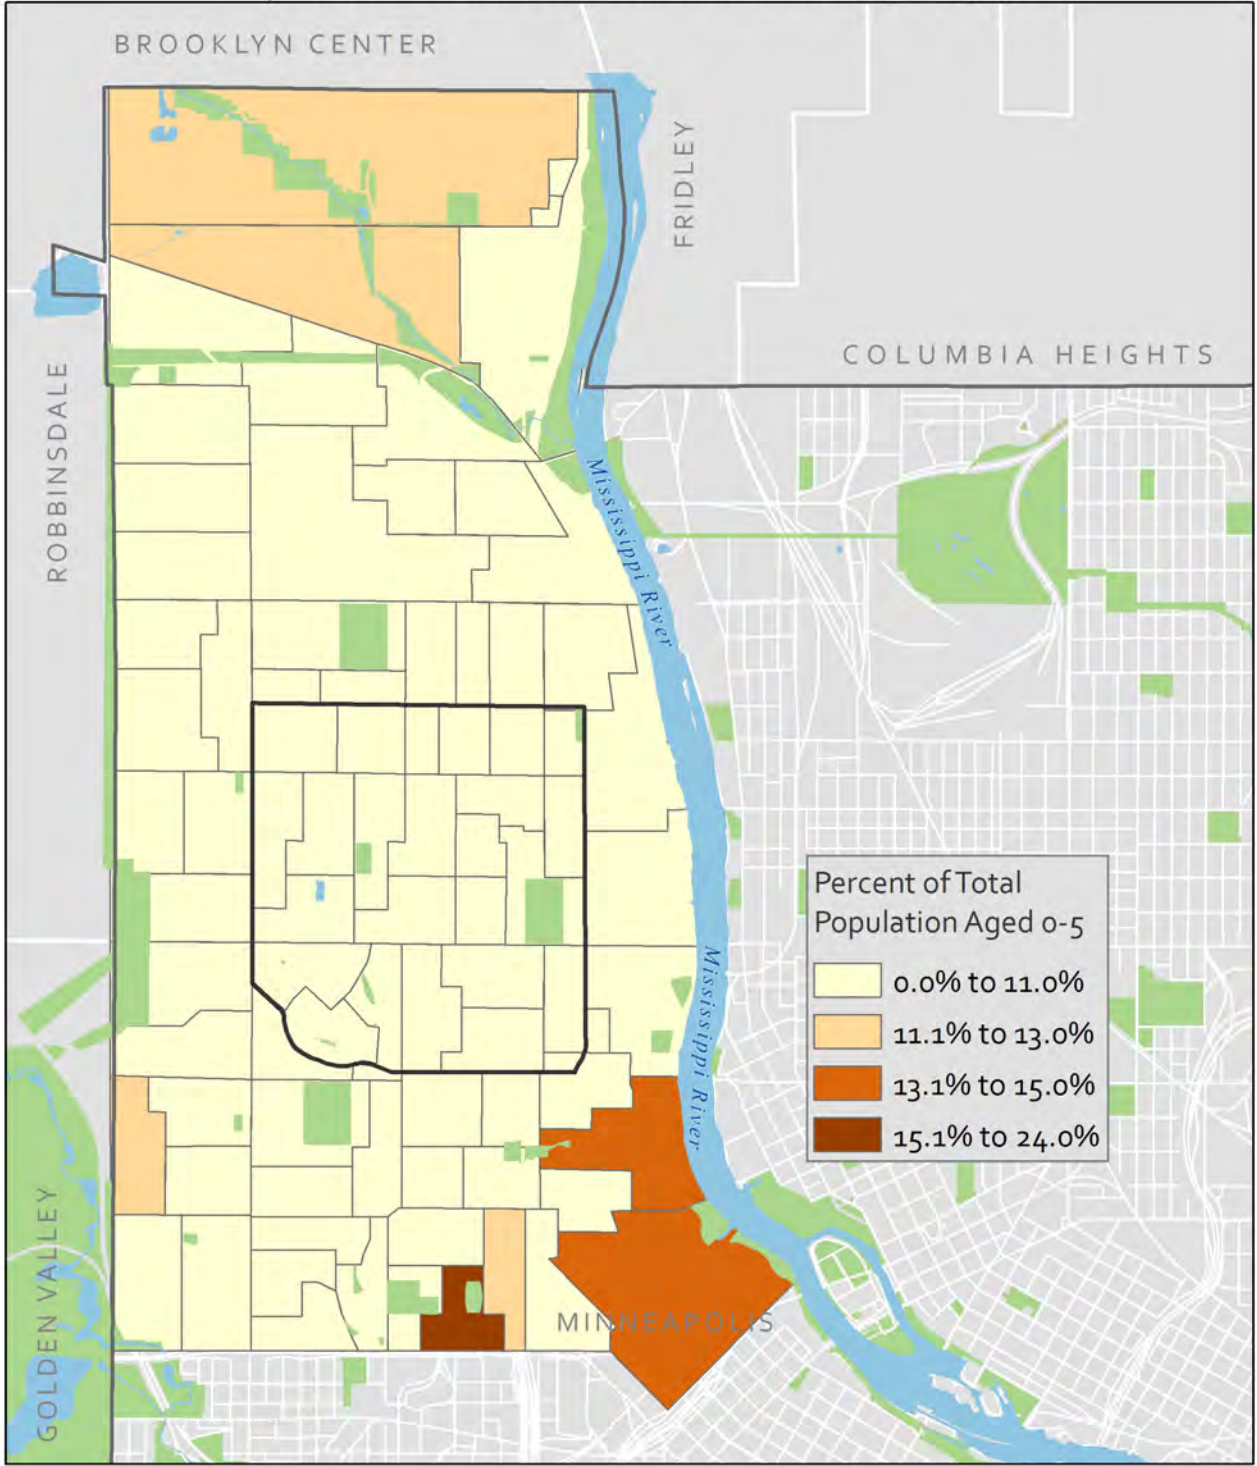 BROOKLYN CENTER
FRIDLEY
COLUMBIA HEIGHTS
ROBBINSDALE
Mississippi River
Percent of Total
Population Aged 0-5
0.0% to 11.0%
11.1% to 13.0%
13.1% to 15.0%
15.1% to 24.0%
Mississippi River
Mississippi River
GOLDEN VALLEY
MINNEAPOLIS